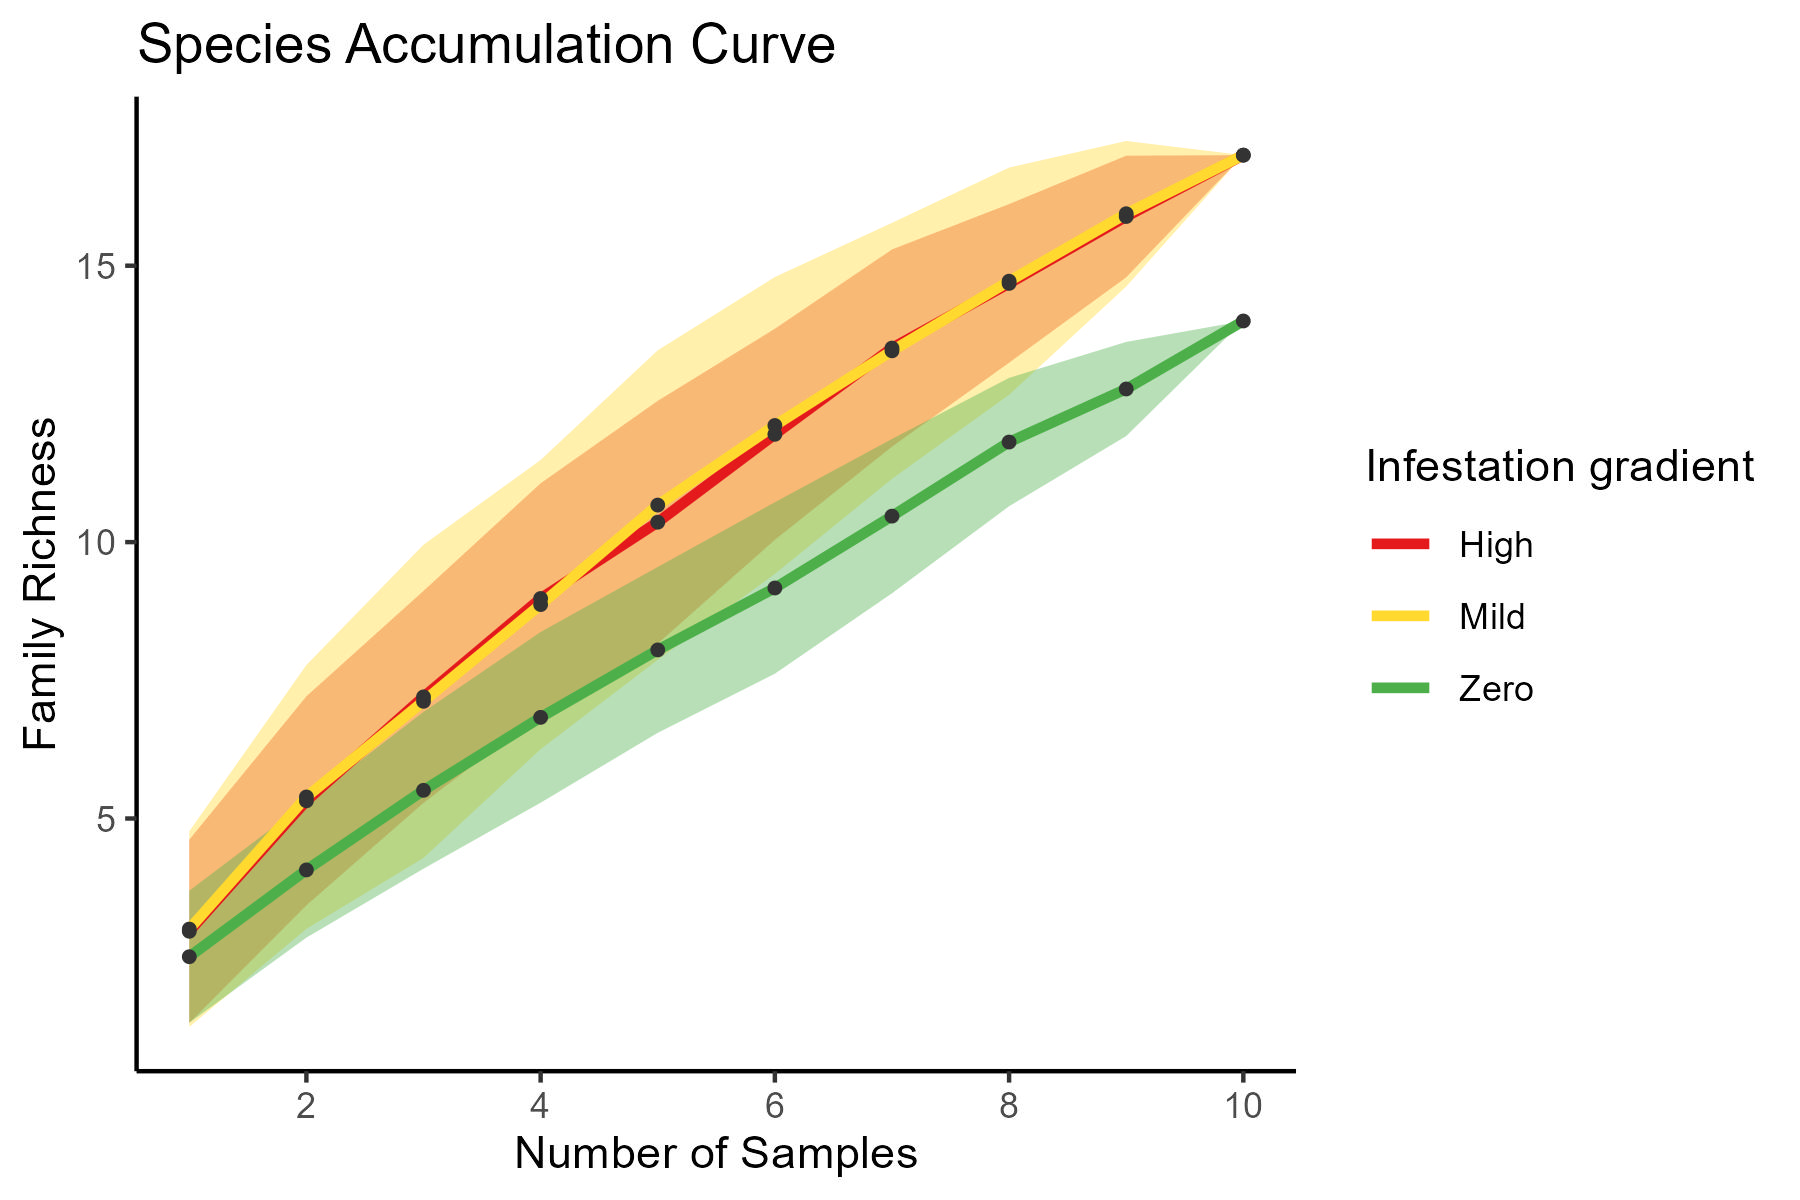 Species Accumulation Curve
15
10
5
Family Richness
2 4 6 8 10
Number of Samples
Infestation gradient
High
Mild
Zero